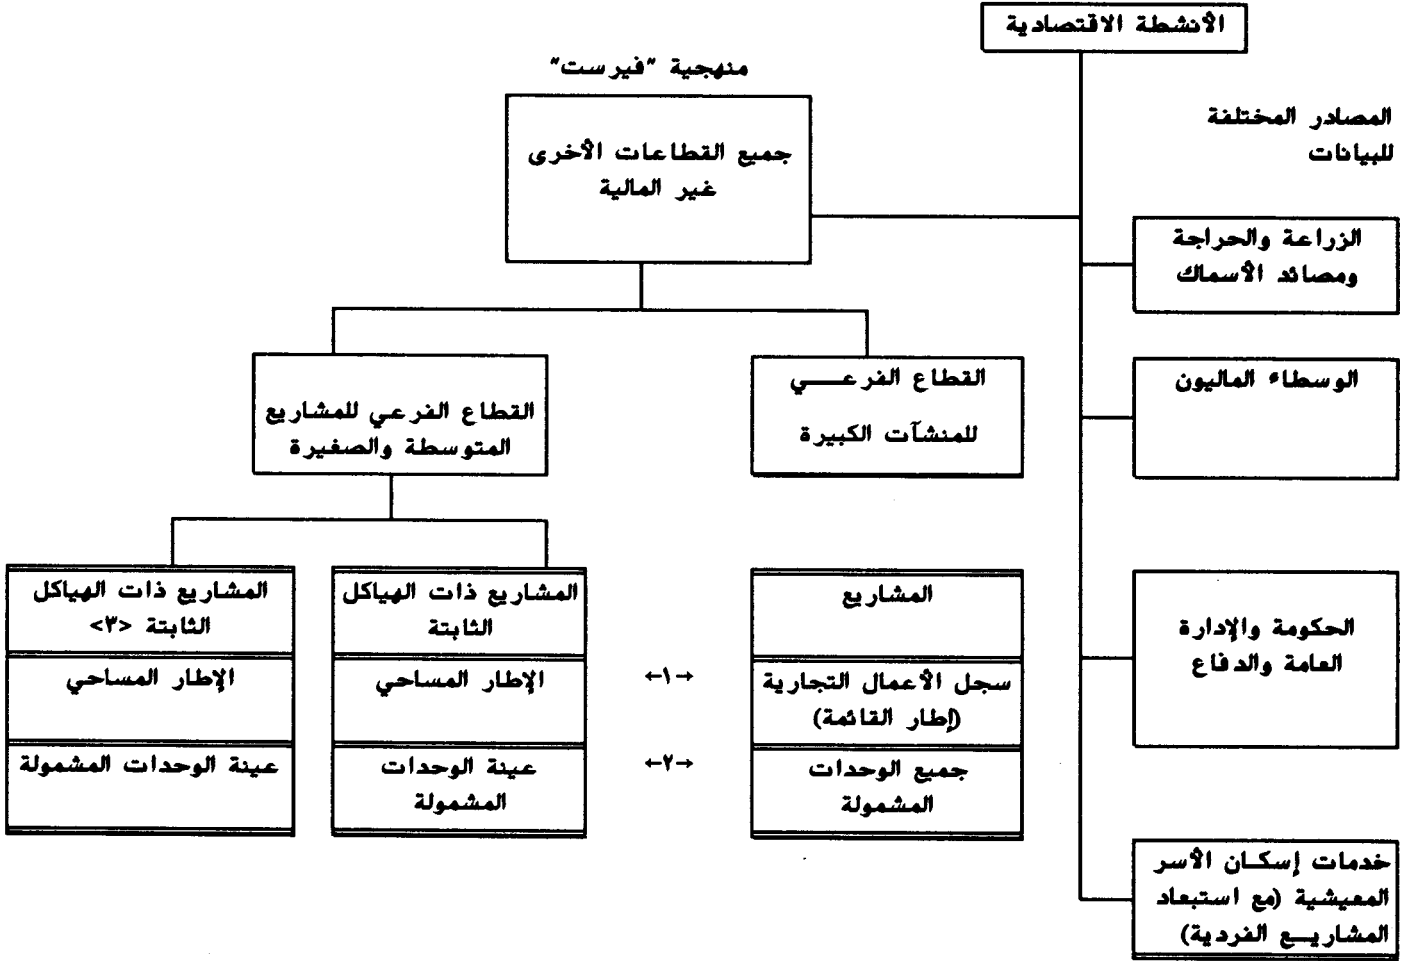 الأنشطة الاقتصادية
منهجية "فيرست"
المصادر المختلفة
للبيانات
جميع القطاعات الأخرى
غير المالية
الزراعة والحراجة
ومصائد الأسماك
الوسطاء الماليون
القطاع الفرعـــي
للمنشآت الكبيرة
القطاع الفرعي للمشاريع
المتوسطة والصغيرة
الحكومة والإدارة
العامة والدفاع
المشاريع
سجل الأعمال التجارية
(إطار القائمة)
جميع الوحدات
المشمولة
←١→
←٢→
المشاريع ذات الهياكل
الثابتة
الإطار المساحي
عينة الوحدات
المشمولة
المشاريع ذات الهياكل
الثابتة <٣>
الإطار المساحي
عينة الوحدات المشمولة
خدمات إسكــان الأسر
المعيشية (مع استبعاد
المشاريــع الفردية)